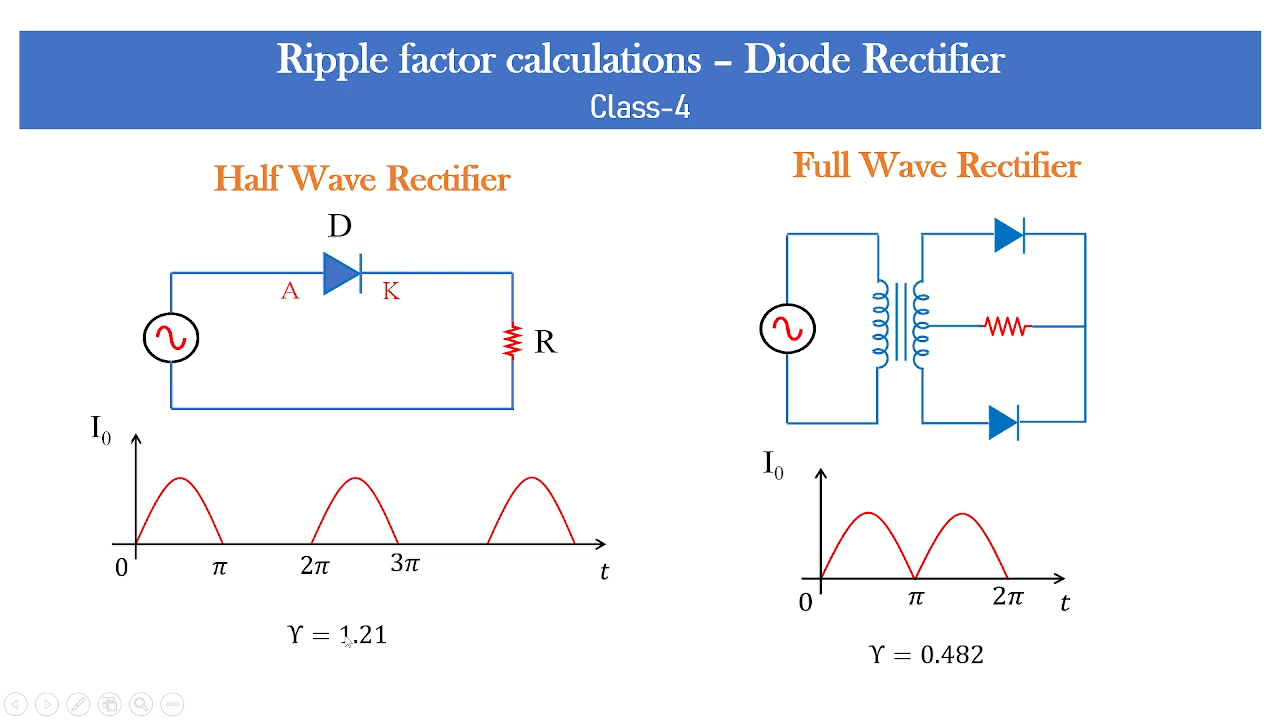 Ripple factor calculations – Diode Rectifier
Class-4
Half Wave Rectifier
D
A
K
R
I₀
0
π
2π
3π
t
ϒ = 1.21
Full Wave Rectifier
I₀
0
π
2π
t
ϒ = 0.482